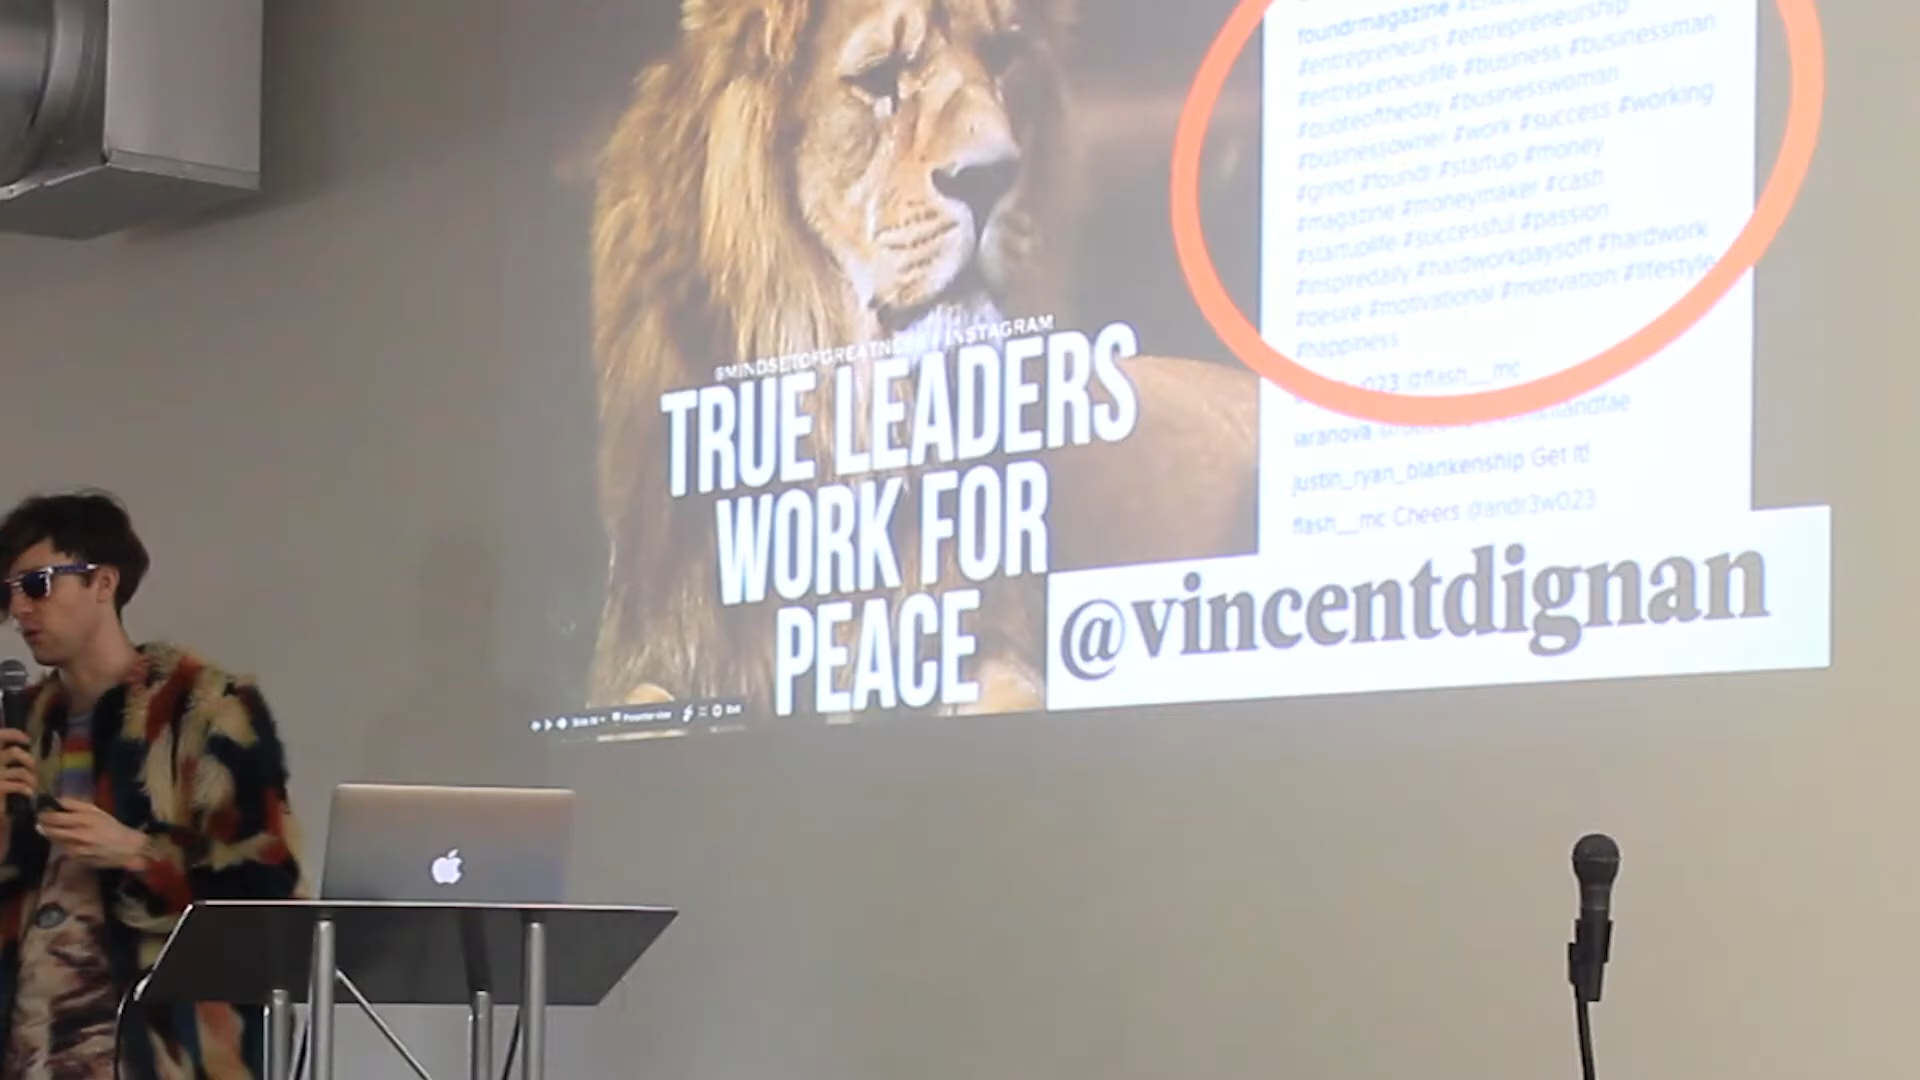 $MINDSETOFGREATNESS | INSTAGRAM
TRUE LEADERS
WORK FOR
PEACE
foundrmagazine
#entrepreneurs #entrepreneurship
#entrepreneurlife #business #businessman
#quoteoftheday #businesswoman
#businessowner #work #success #working
#grind #foundr #startup #money
#magazine #moneymaker #cash
#startuplife #successful #passion
#inspiredaily #hardworkpaysoff #hardwork
#desire #motivational #motivation #lifestyle
#happiness
@flash__mc
laranova
justin_ryan_blankenship Get it!
flash__mc Cheers @andr3w023
@vincentdignan